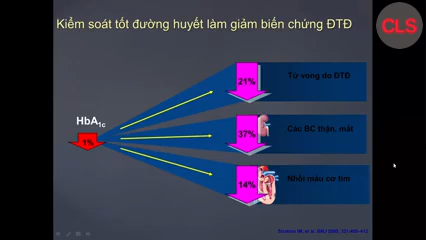 Kiểm soát tốt đường huyết làm giảm biến chứng ĐTĐ
CLS
21%
Tử vong do ĐTĐ
HbA1c
1%
37%
Các BC thận, mắt
14%
Nhồi máu cơ tim
Stratton IM, et al. BMJ 2000; 321:405–412